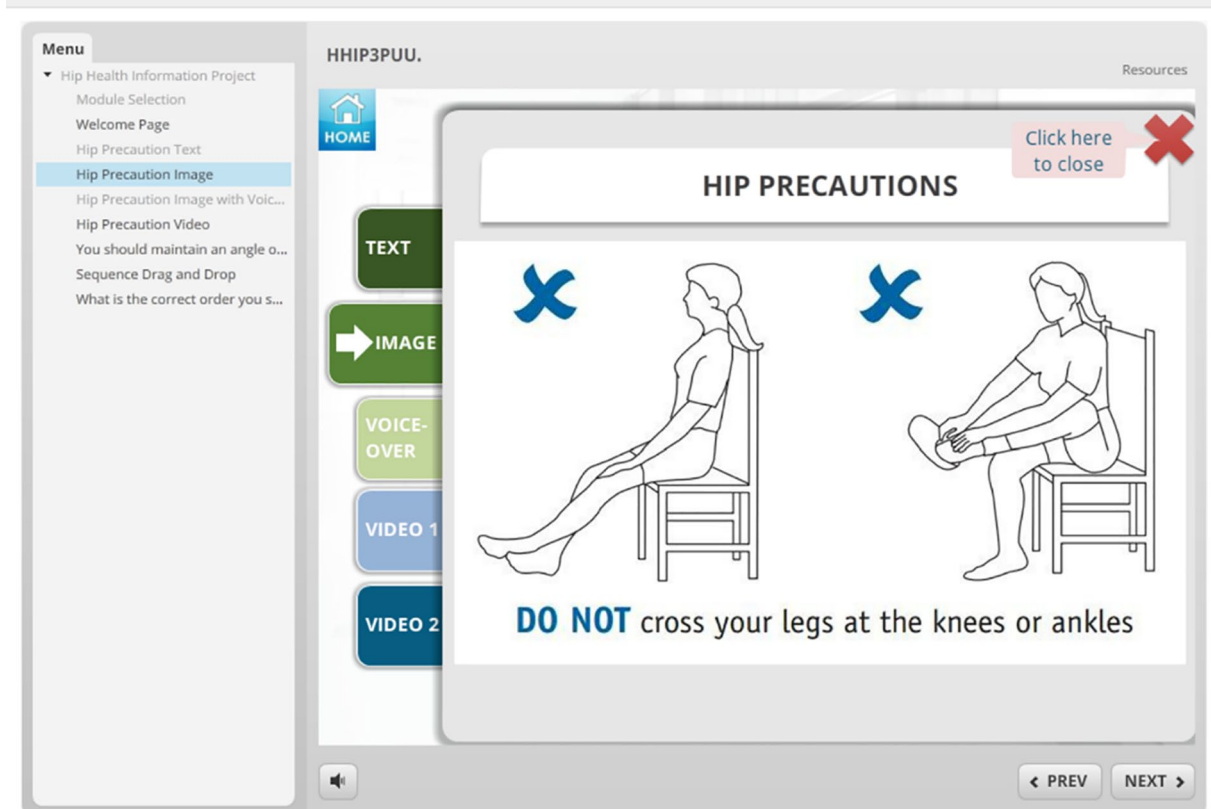 Menu
Hip Health Information Project
Module Selection
Welcome Page
Hip Precaution Text
Hip Precaution Image
Hip Precaution Image with Voic...
Hip Precaution Video
You should maintain an angle o...
Sequence Drag and Drop
What is the correct order you s...
HHIP3PUU.
Resources
HOME
TEXT
IMAGE
VOICE-
OVER
VIDEO 1
VIDEO 2
Click here
to close
HIP PRECAUTIONS
DO NOT cross your legs at the knees or ankles
PREV
NEXT